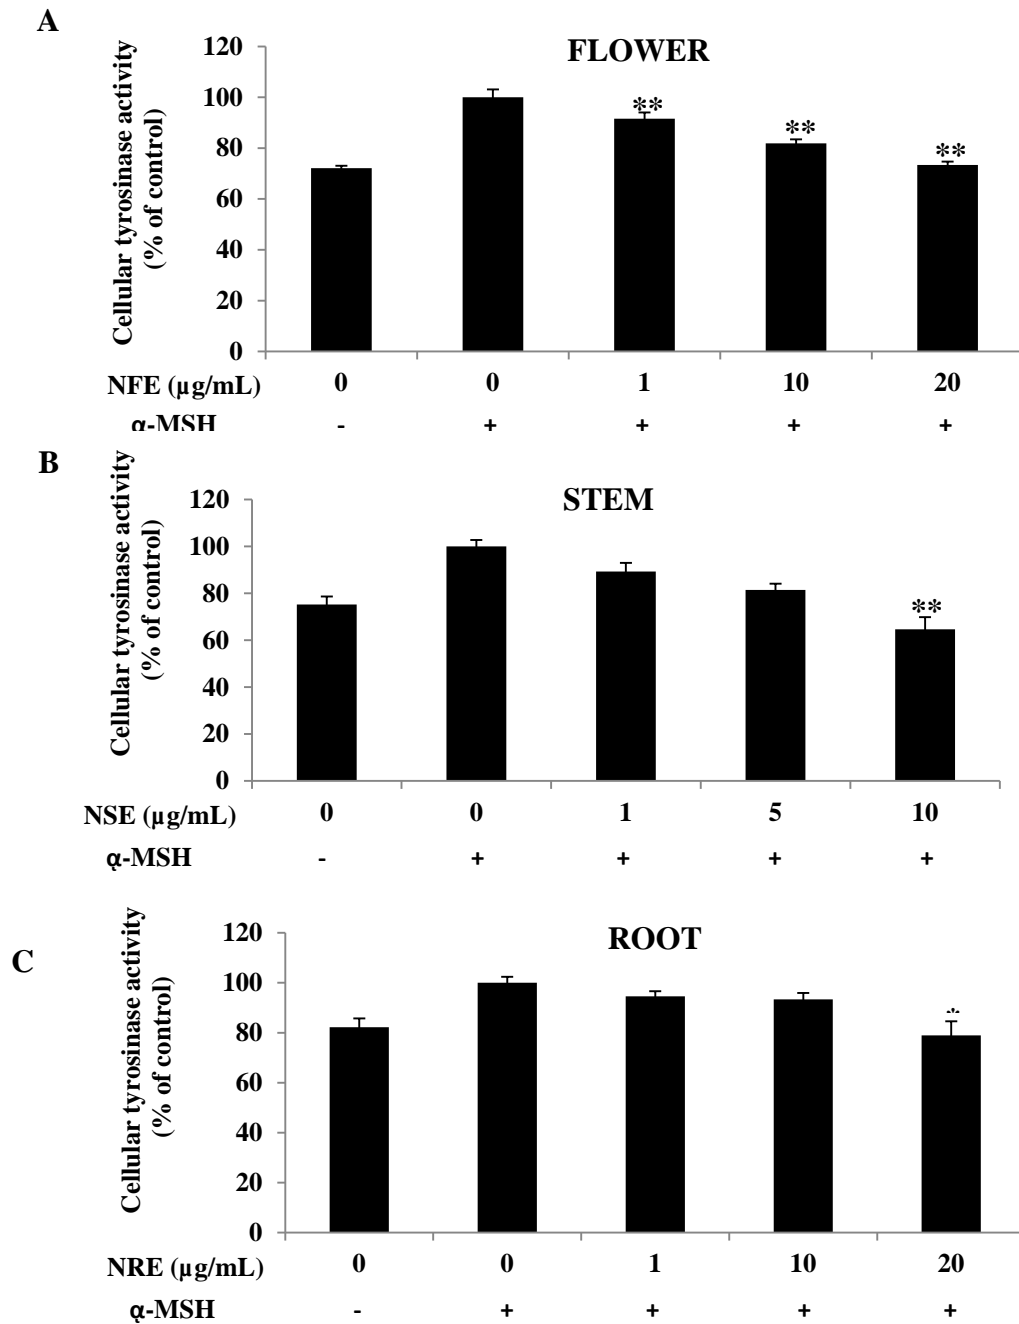 A
FLOWER
Cellular tyrosinase activity
(% of control)
120
100
80
60
40
20
0
**
**
**
NFE (µg/mL) 0 0 1 10 20
α-MSH - + + + +
B
STEM
Cellular tyrosinase activity
(% of control)
120
100
80
60
40
20
0
**
NSE (µg/mL) 0 0 1 5 10
α-MSH - + + + +
C
ROOT
Cellular tyrosinase activity
(% of control)
120
100
80
60
40
20
0
*
NRE (µg/mL) 0 0 1 10 20
α-MSH - + + + +